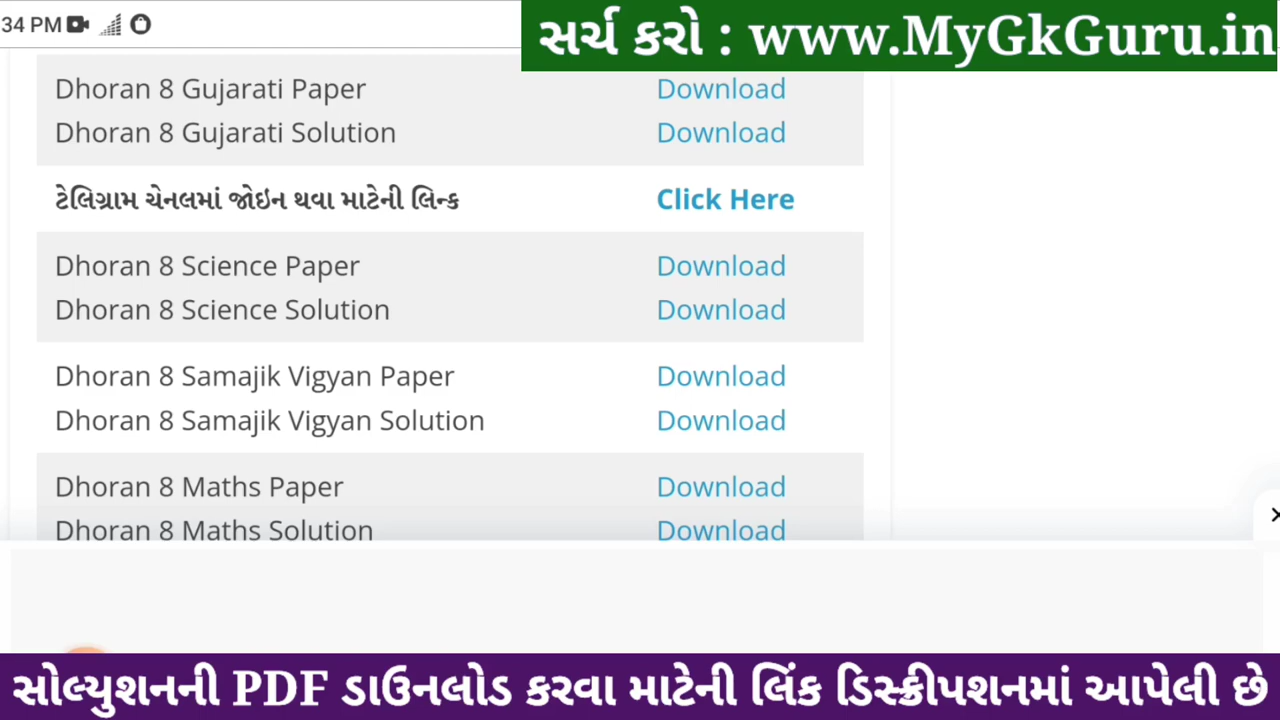 34 PM
સર્ચ કરો : www.MyGkGuru.in
Dhoran 8 Gujarati Paper Download
Dhoran 8 Gujarati Solution Download
ટેલિગ્રામ ચેનલમાં જોઇન થવા માટેની લિન્ક Click Here
Dhoran 8 Science Paper Download
Dhoran 8 Science Solution Download
Dhoran 8 Samajik Vigyan Paper Download
Dhoran 8 Samajik Vigyan Solution Download
Dhoran 8 Maths Paper Download
Dhoran 8 Maths Solution Download
સોલ્યુશનની PDF ડાઉનલોડ કરવા માટેની લિંક ડિસ્ક્રીપશનમાં આપેલી છે